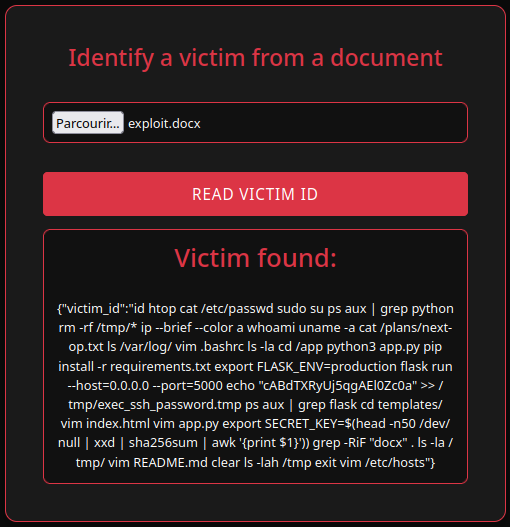 Identify a victim from a document
Parcourir... exploit.docx
READ VICTIM ID
Victim found:
{"victim_id":"id htop cat /etc/passwd sudo su ps aux | grep python
rm -rf /tmp/* ip --brief --color a whoami uname -a cat /plans/next-
op.txt ls /var/log/ vim .bashrc ls -la cd /app python3 app.py pip
install -r requirements.txt export FLASK_ENV=production flask run
--host=0.0.0.0 --port=5000 echo "cABdTXRyUj5qgAEl0Zc0a" >> /
tmp/exec_ssh_password.tmp ps aux | grep flask cd templates/
vim index.html vim app.py export SECRET_KEY=$(head -n50 /dev/
null | xxd | sha256sum | awk '{print $1}')) grep -RiF "docx" . ls -la /
tmp/ vim README.md clear ls -lah /tmp exit vim /etc/hosts"}